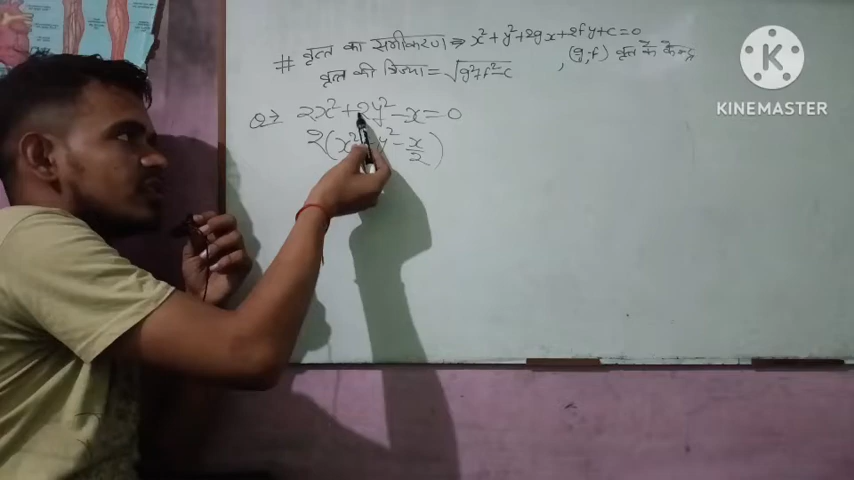 # वृत्त का समीकरण ⇒ x²+y²+2gx+2fy+c=0
वृत्त की त्रिज्या = √g²+f²-c , (g,f) वृत्त के केन्द्र
Q⇒ 2x²+2y²-x=0
2(x²+y²-x/2)
KINEMASTER